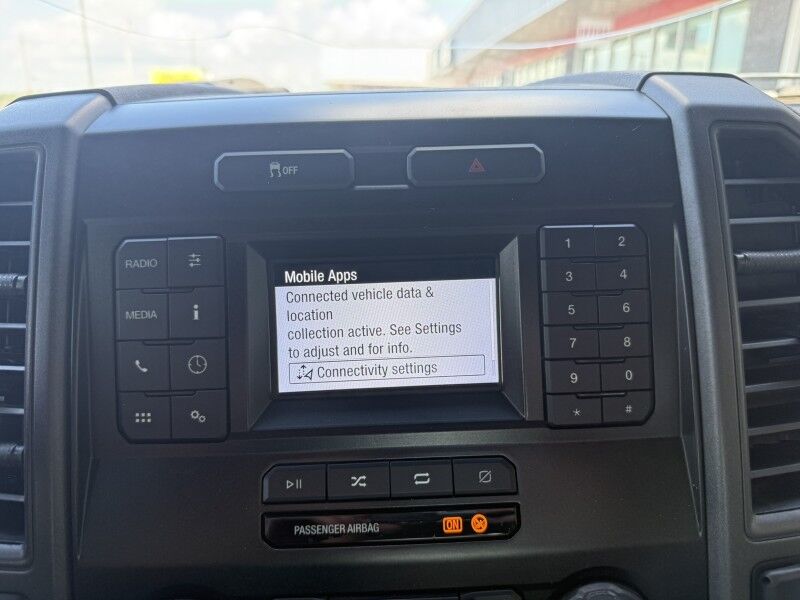 OFF
RADIO
MEDIA
i
Mobile Apps
Connected vehicle data &
location
collection active. See Settings
to adjust and for info.
Connectivity settings
1 2
3 4
5 6
7 8
9 0
* #
PASSENGER AIRBAG ON